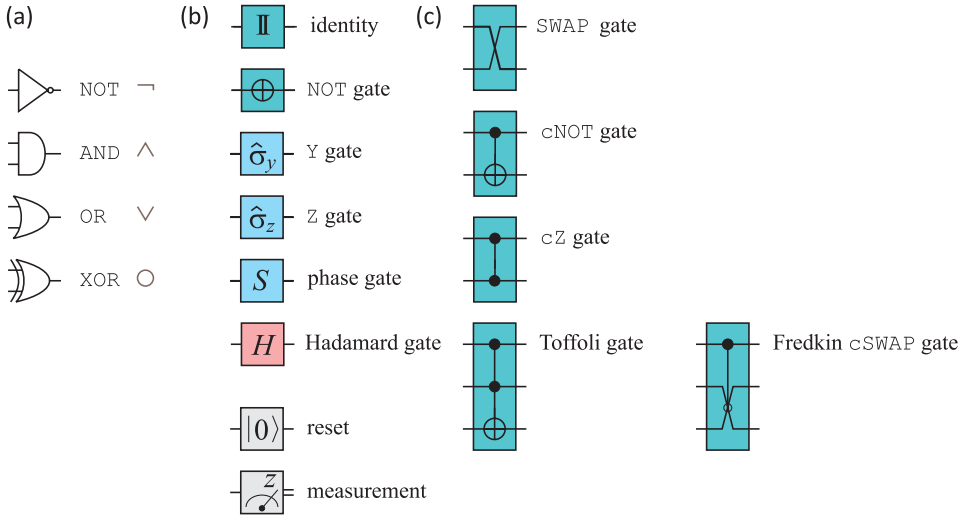 (a)
NOT ¬
AND ∧
OR ∨
XOR ○
(b)
𝕀 identity
NOT gate
σ̂y Y gate
σ̂z Z gate
S phase gate
H Hadamard gate
|0⟩ reset
z measurement
(c)
SWAP gate
cNOT gate
cZ gate
Toffoli gate
Fredkin cSWAP gate